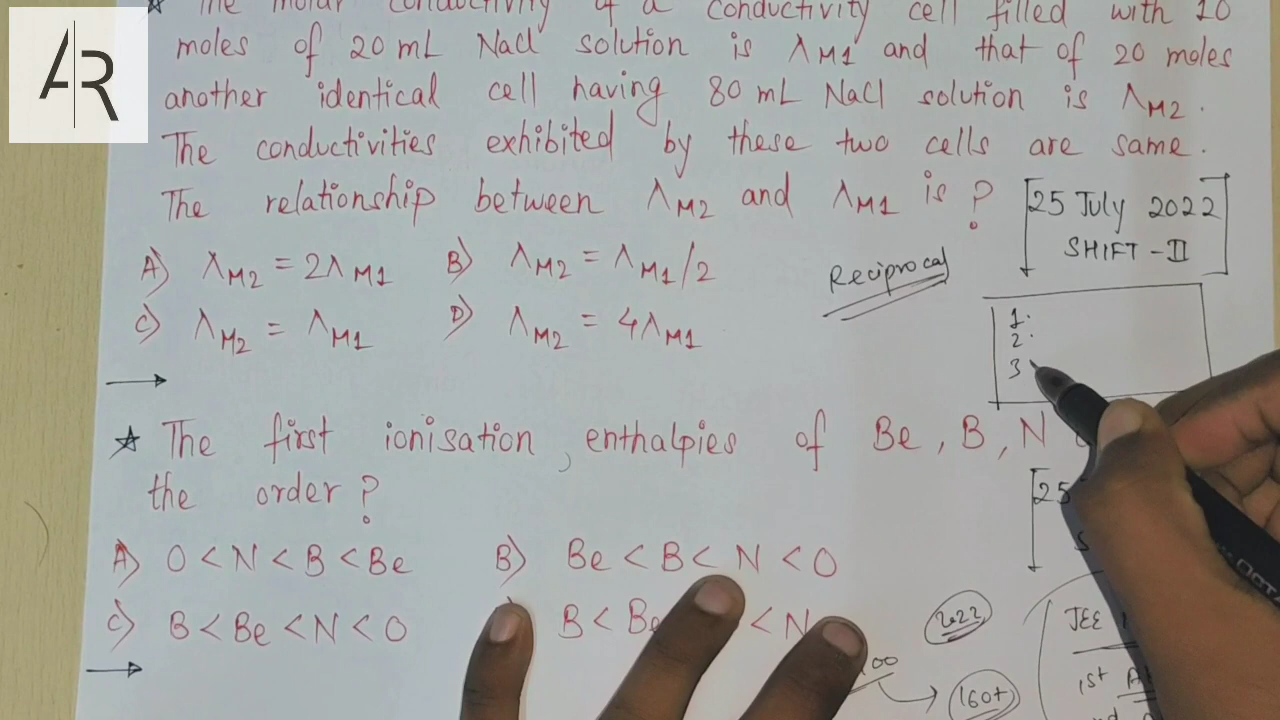 AR
☆ The molar conductivity of a conductivity cell filled with 10
moles of 20 mL NaCl solution is ΛM1 and that of 20 moles
another identical cell having 80 mL NaCl solution is ΛM2.
The conductivities exhibited by these two cells are same.
The relationship between ΛM2 and ΛM1 is ?
[25 July 2022
SHIFT-II]
A) ΛM2 = 2ΛM1 B) ΛM2 = ΛM1/2
Reciprocal
C) ΛM2 = ΛM1 D) ΛM2 = 4ΛM1
1.
2.
3
→
☆ The first ionisation, enthalpies of Be, B, N
the order ?
[25
A) O < N < B < Be B) Be < B < N < O
C) B < Be < N < O B < Be < N
2022
JEE
→
160+
1st